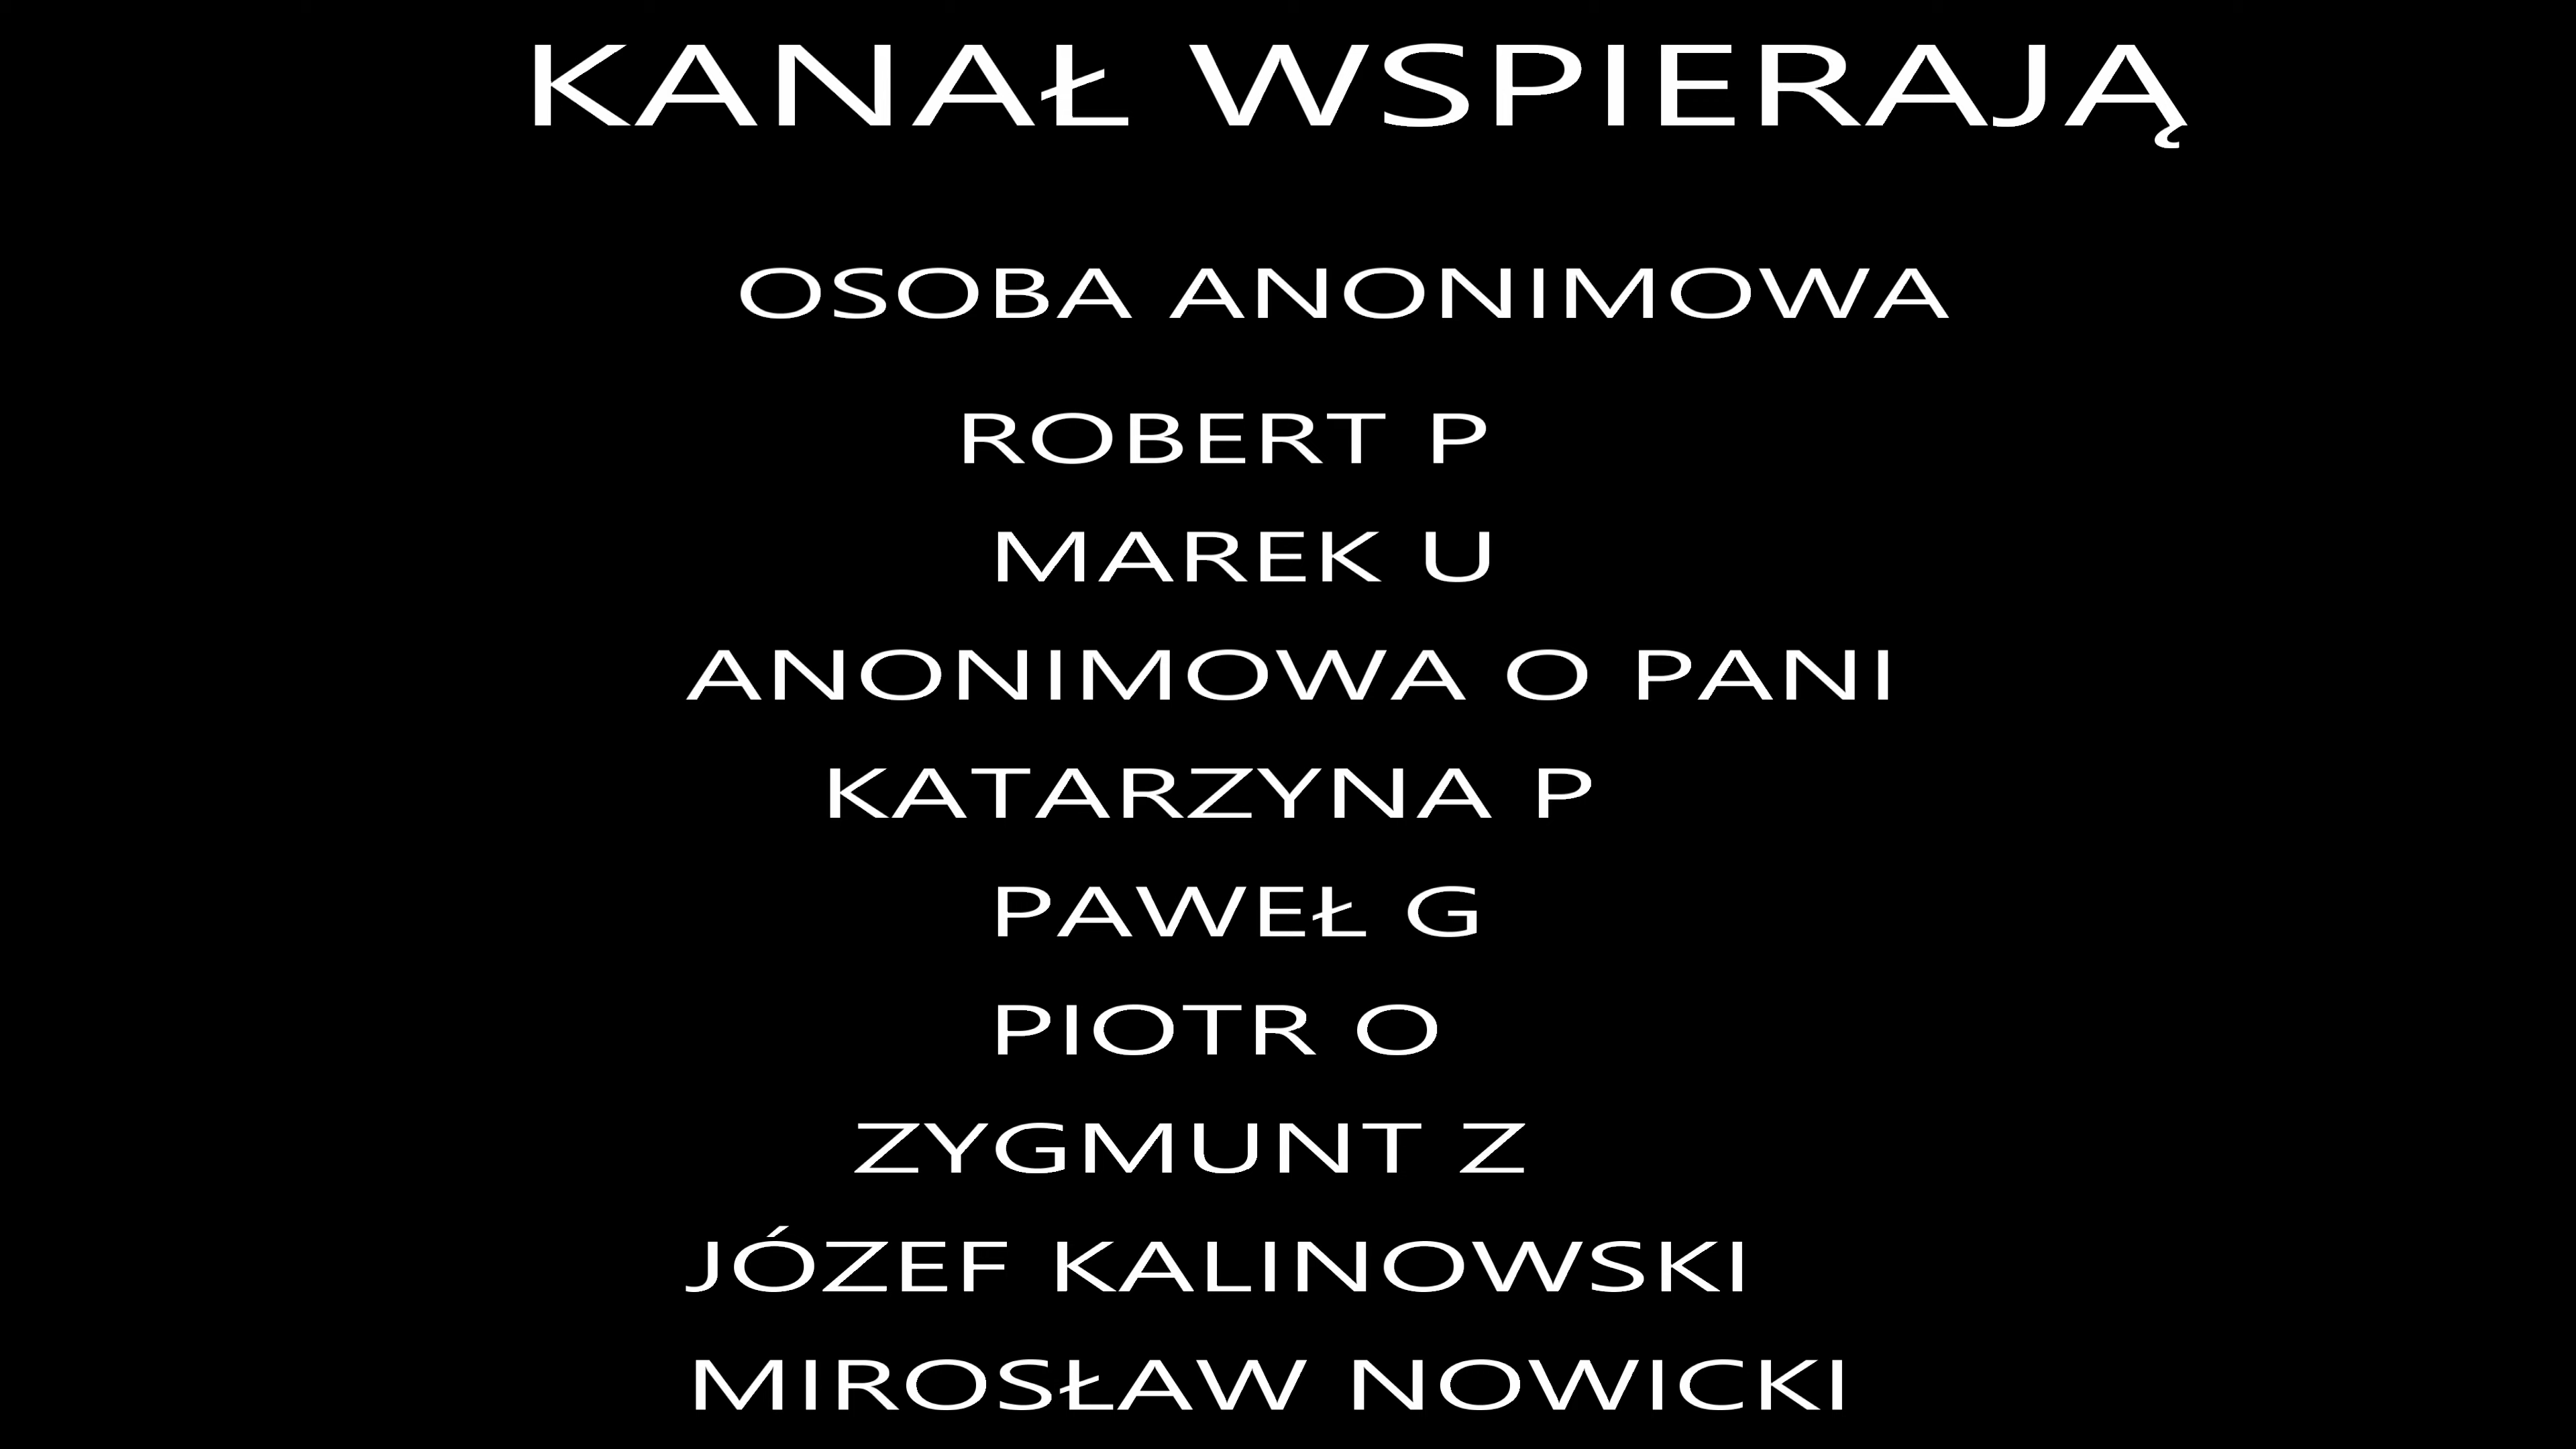 KANAŁ WSPIERAJĄ
OSOBA ANONIMOWA
ROBERT P
MAREK U
ANONIMOWA O PANI
KATARZYNA P
PAWEŁ G
PIOTR O
ZYGMUNT Z
JÓZEF KALINOWSKI
MIROSŁAW NOWICKI